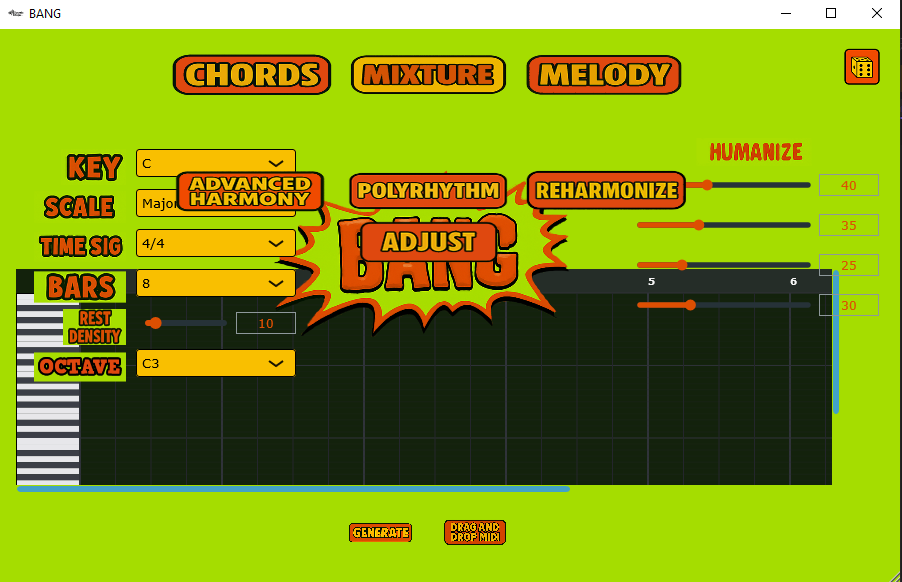 BANG
CHORDS
MIXTURE
MELODY
KEY
C
HUMANIZE
ADVANCED
HARMONY
POLYRHYTHM
REHARMONIZE
40
SCALE
Major
TIME SIG
4/4
BANG
ADJUST
35
25
BARS
8
5
6
REST
DENSITY
10
30
OCTAVE
C3
GENERATE
DRAG AND
DROP MIDI